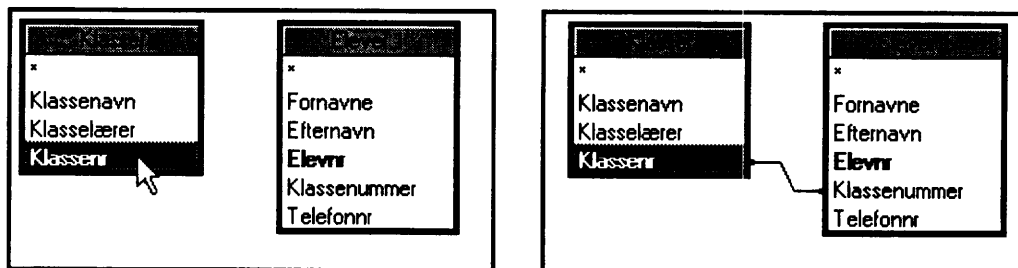 *
Klassenavn
Klasselærer
Klassenr
*
Fornavne
Efternavn
Elevnr
Klassenummer
Telefonnr
*
Klassenavn
Klasselærer
Klassenr
*
Fornavne
Efternavn
Elevnr
Klassenummer
Telefonnr